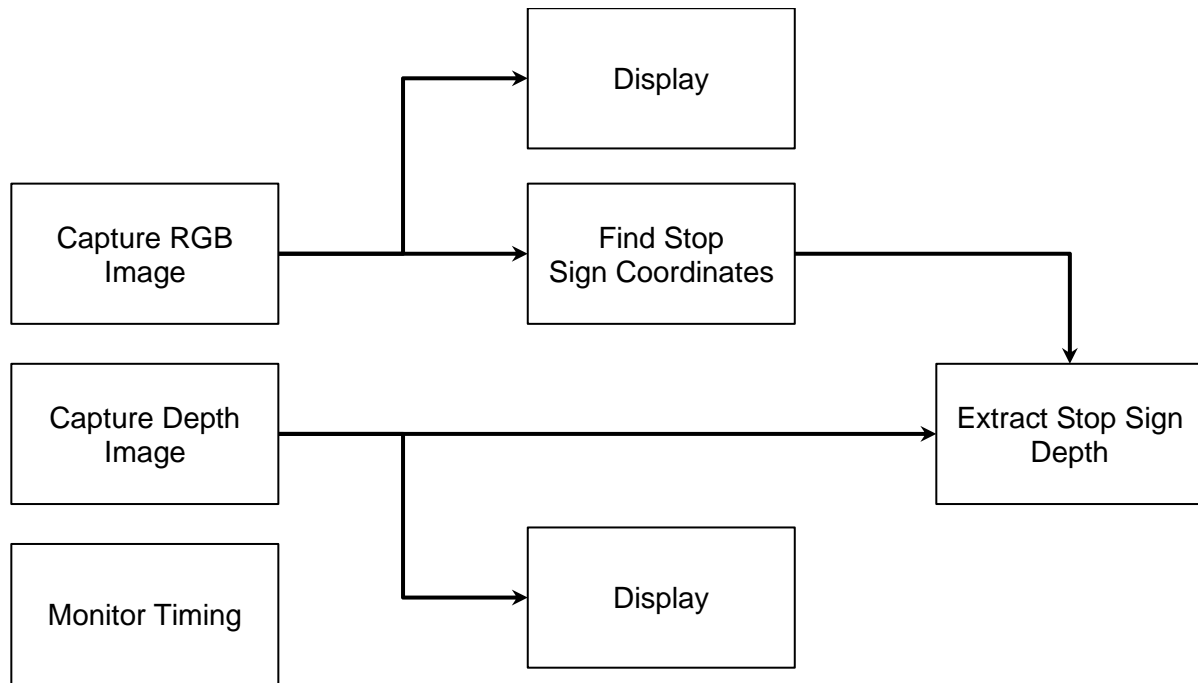 Display
Capture RGB
Image
Find Stop
Sign Coordinates
Capture Depth
Image
Extract Stop Sign
Depth
Monitor Timing
Display